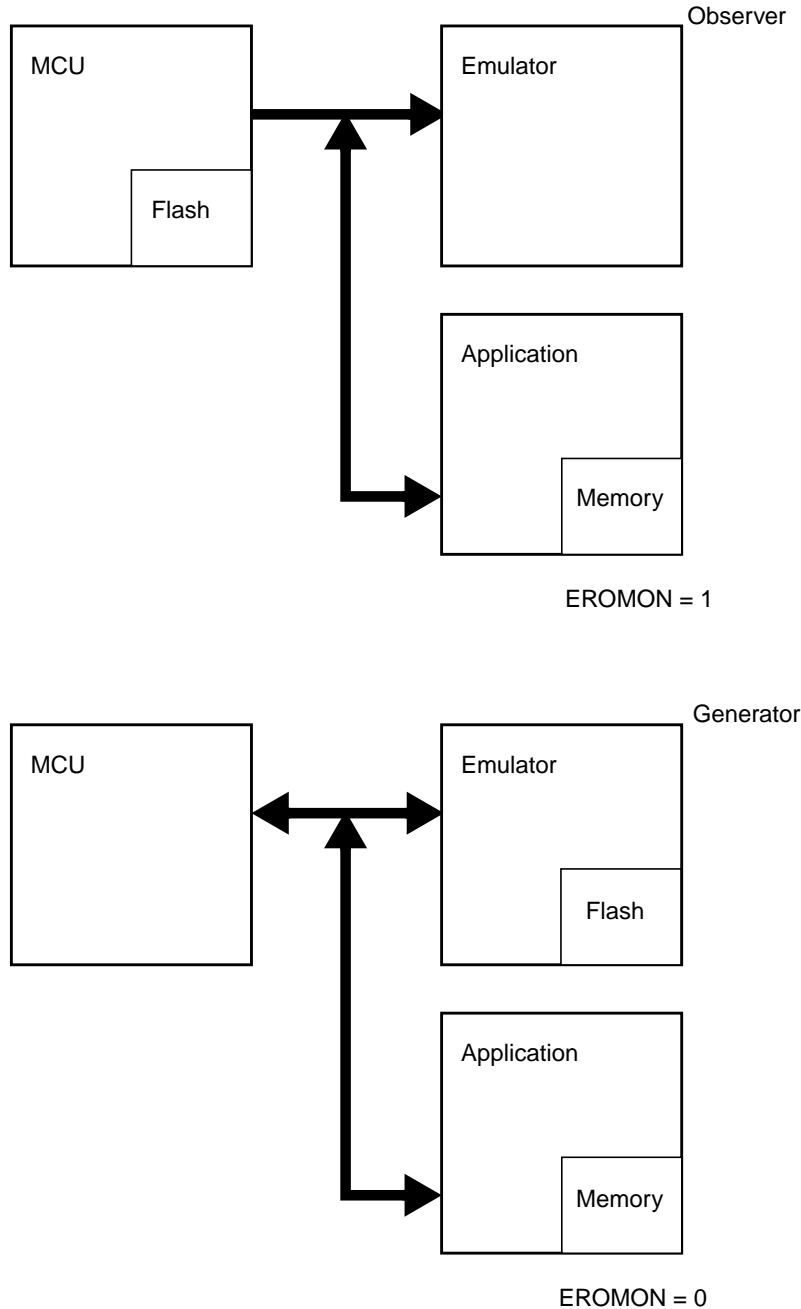 Observer
MCU
Emulator
Flash
Application
Memory
EROMON = 1
Generator
MCU
Emulator
Flash
Application
Memory
EROMON = 0